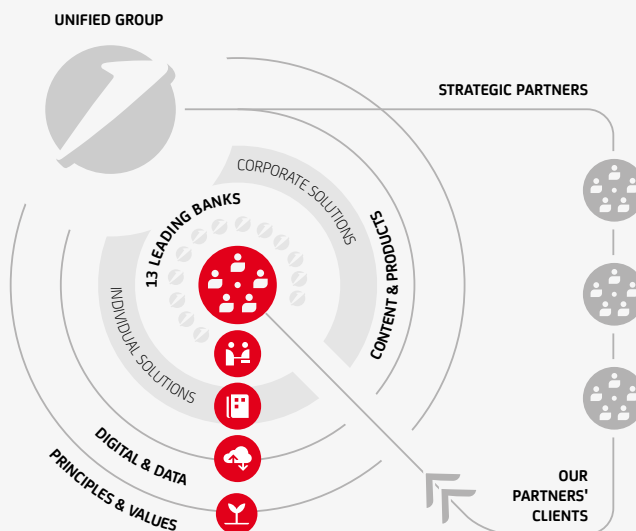 UNIFIED GROUP
STRATEGIC PARTNERS
CORPORATE SOLUTIONS
13 LEADING BANKS
CONTENT & PRODUCTS
INDIVIDUAL SOLUTIONS
DIGITAL & DATA
PRINCIPLES & VALUES
OUR
PARTNERS'
CLIENTS